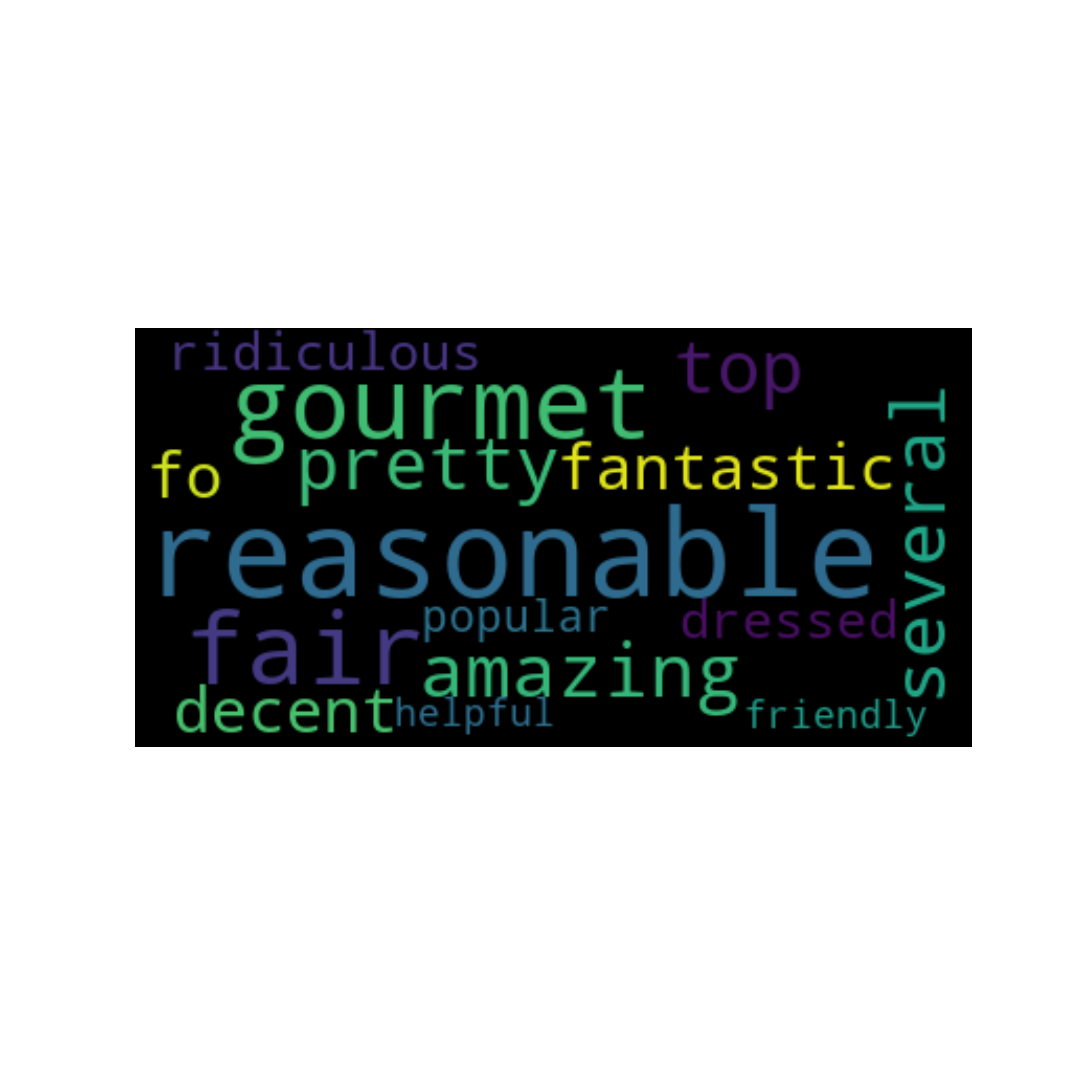 ridiculous
top
gourmet
several
pretty
fantastic
fo
reasonable
popular
dressed
fair
amazing
decent
helpful
friendly